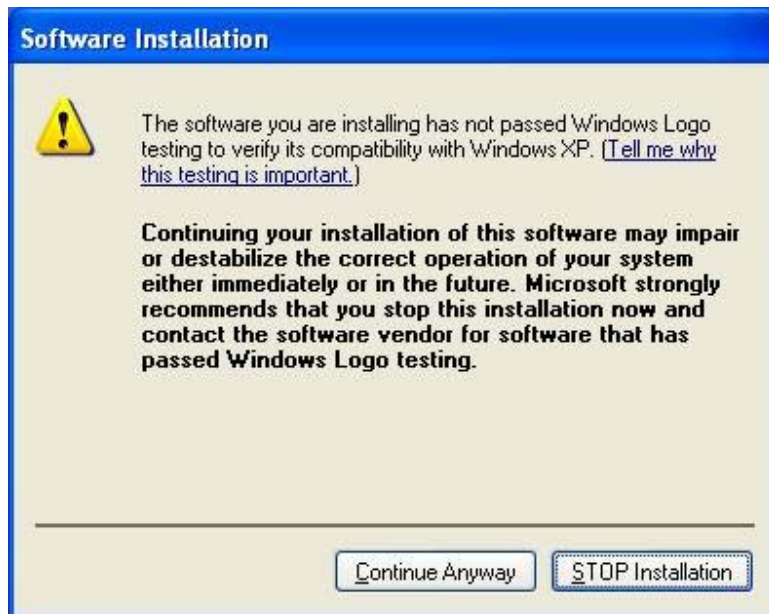 Software Installation
The software you are installing has not passed Windows Logo
testing to verify its compatibility with Windows XP. (Tell me why
this testing is important.)
Continuing your installation of this software may impair
or destabilize the correct operation of your system
either immediately or in the future. Microsoft strongly
recommends that you stop this installation now and
contact the software vendor for software that has
passed Windows Logo testing.
Continue Anyway STOP Installation